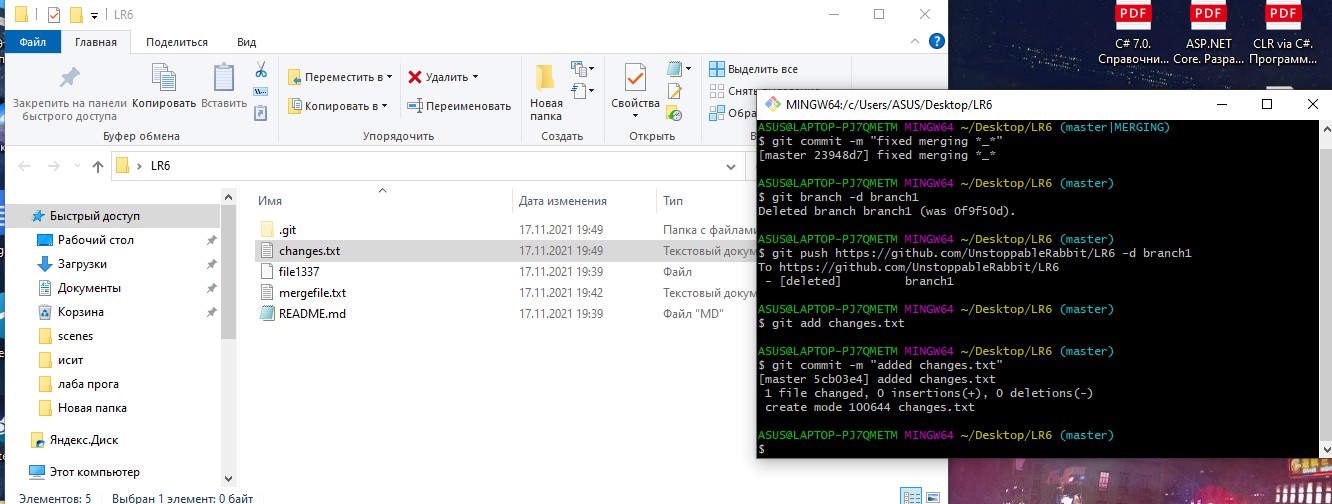 LR6
Файл
Главная
Поделиться
Вид
Закрепить на панели быстрого доступа
Копировать
Вставить
Переместить в
Копировать в
Удалить
Новая папка
Свойства
Выделить все
Снять
Обра
Буфер обмена
Упорядочить
Создать
Открыть
LR6
Быстрый доступ
Рабочий стол
Загрузки
Документы
Корзина
scenes
исит
лаба прога
Новая папка
Яндекс.Диск
Этот компьютер
Имя
Дата изменения
Тип
.git 17.11.2021 19:49 Папка с файлами
changes.txt 17.11.2021 19:49 Текстовый докум
file1337 17.11.2021 19:39 Файл
mergefile.txt 17.11.2021 19:42 Текстовый докум
README.md 17.11.2021 19:39 Файл "MD"
Элементов: 5 Выбран 1 элемент: 0 байт
PDF
PDF
PDF
C# 7.0. Справочни...
ASP.NET Core. Разра...
CLR via C#. Программ...
MINGW64:/c/Users/ASUS/Desktop/LR6
ASUS@LAPTOP-PJ7QMETM MINGW64 ~/Desktop/LR6 (master|MERGING)
$ git commit -m "fixed merging *_*"
[master 23948d7] fixed merging *_*
ASUS@LAPTOP-PJ7QMETM MINGW64 ~/Desktop/LR6 (master)
$ git branch -d branch1
Deleted branch branch1 (was 0f9f50d).
ASUS@LAPTOP-PJ7QMETM MINGW64 ~/Desktop/LR6 (master)
$ git push https://github.com/UnstoppableRabbit/LR6 -d branch1
To https://github.com/UnstoppableRabbit/LR6
- [deleted] branch1
ASUS@LAPTOP-PJ7QMETM MINGW64 ~/Desktop/LR6 (master)
$ git add changes.txt
ASUS@LAPTOP-PJ7QMETM MINGW64 ~/Desktop/LR6 (master)
$ git commit -m "added changes.txt"
[master 5cb03e4] added changes.txt
1 file changed, 0 insertions(+), 0 deletions(-)
create mode 100644 changes.txt
ASUS@LAPTOP-PJ7QMETM MINGW64 ~/Desktop/LR6 (master)
$